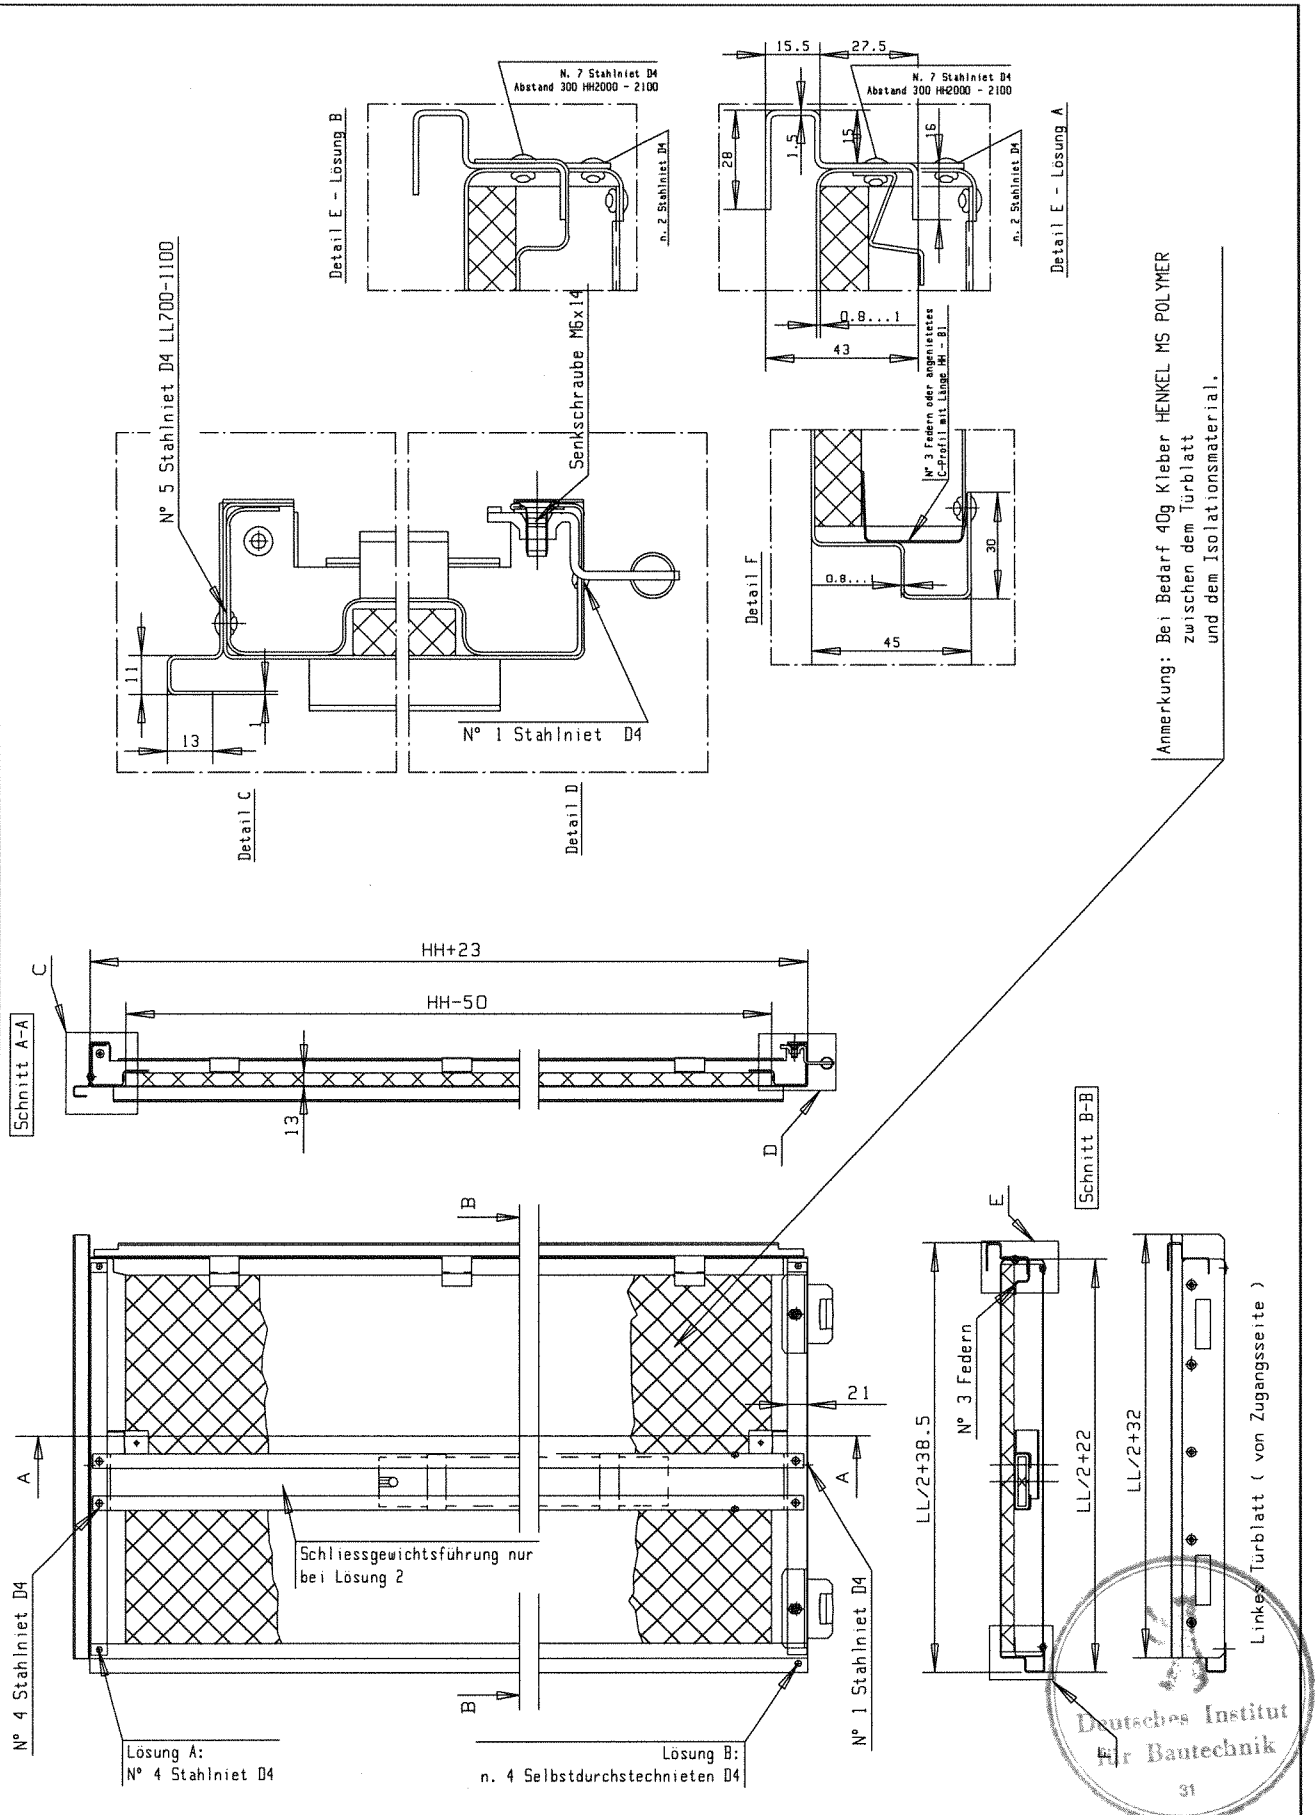 15.5
27.5
N. 7 Stahlniet D4
Abstand 300 HH2000 - 2100
N. 7 Stahlniet D4
Abstand 300 HH2000 - 2100
Detail E - Lösung B
n. 2 Stahlniet D4
28
1.5
15
16
n. 2 Stahlniet D4
Detail E - Lösung A
N° 5 Stahlniet D4 LL700-1100
Senkschraube M6x14
0.8...1
43
N° 3 Federn oder angenietetes
C-Profil mit Länge HH - B1
Detail F
0.8...1
30
45
11
1
13
N° 1 Stahlniet D4
Detail C
Detail D
Anmerkung: Bei Bedarf 40g Kleber HENKEL MS POLYMER
zwischen dem Türblatt
und dem Isolationsmaterial.
Schnitt A-A
C
HH+23
HH-50
13
D
B
Schnitt B-B
E
N° 3 Federn
LL/2+38.5
LL/2+22
LL/2+32
21
A
A
N° 4 Stahlniet D4
Schliessgewichtsführung nur
bei Lösung 2
B
N° 1 Stahlniet D4
Lösung A:
N° 4 Stahlniet D4
Lösung B:
n. 4 Selbstdurchstechnieten D4
Linkes Türblatt ( von Zugangsseite )
F
Deutsches Institut
für Bautechnik
31